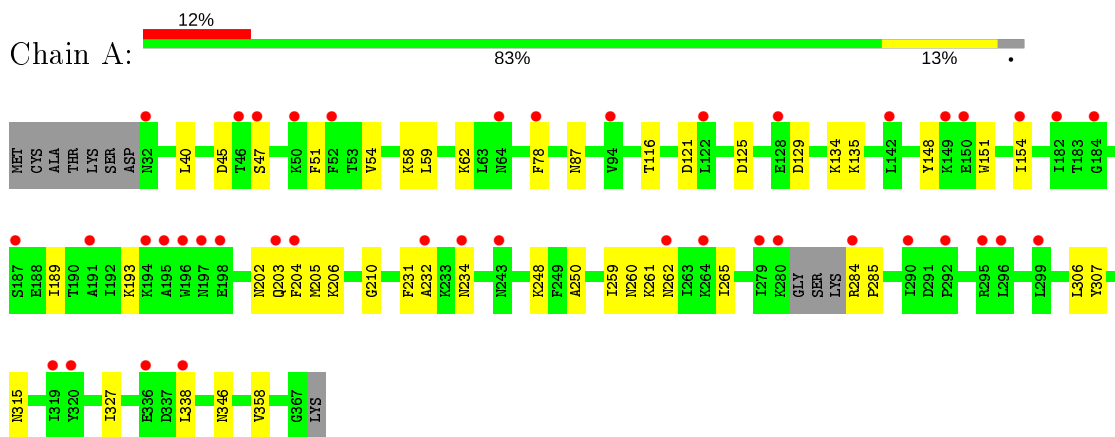 12%
Chain A:
83% 13% •
MET CYS ALA THR LYS SER ASP N32 L40 D45 T46 S47 K50 F51 F52 T53 V54 K58 L59 K62 L63 N64 F78 N87 V94 T116 D121 L122 D125 E128 D129 K134 K135 L142 Y148 K149 E150 W151 I154 I182 T183 G184
S187 E188 I189 T190 A191 I192 K193 K194 A195 W196 N197 E198 N202 Q203 F204 M205 K206 G210 F231 A232 K233 N234 N243 K248 F249 A250 I259 N260 K261 N262 I263 K264 I265 I279 K280 GLY SER LYS R284 P285 I290 D291 P292 R295 L296 L299 L306 Y307
N315 I319 Y320 I327 E336 D337 L338 N346 V358 G367 LYS